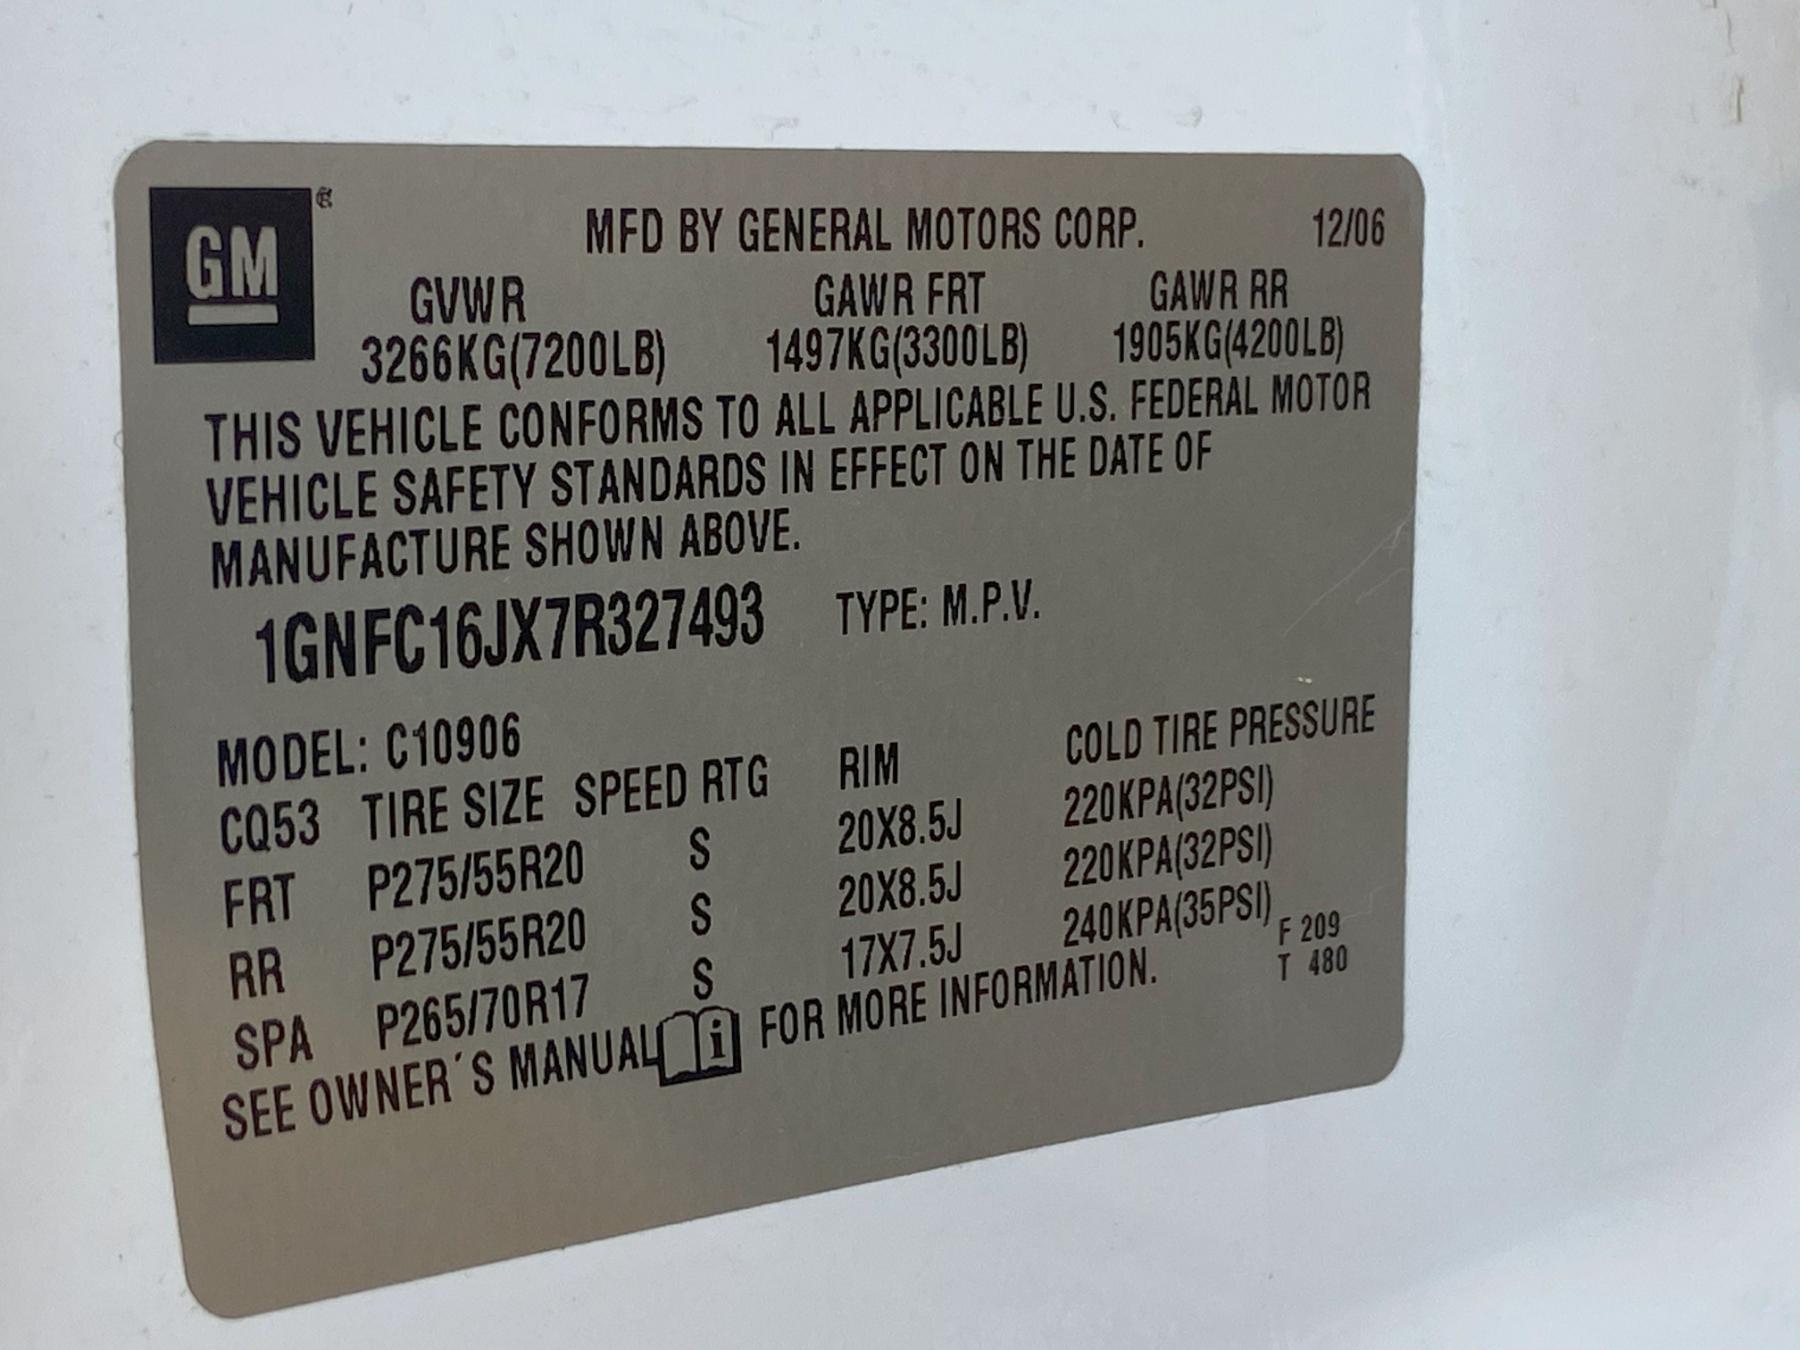 GM
MFD BY GENERAL MOTORS CORP. 12/06
GVWR GAWR FRT GAWR RR
3266KG(7200LB) 1497KG(3300LB) 1905KG(4200LB)
THIS VEHICLE CONFORMS TO ALL APPLICABLE U.S. FEDERAL MOTOR
VEHICLE SAFETY STANDARDS IN EFFECT ON THE DATE OF
MANUFACTURE SHOWN ABOVE.
1GNFC16JX7R327493 TYPE: M.P.V.
MODEL: C10906
CQ53 TIRE SIZE SPEED RTG RIM COLD TIRE PRESSURE
FRT P275/55R20 S 20X8.5J 220KPA(32PSI)
RR P275/55R20 S 20X8.5J 220KPA(32PSI)
SPA P265/70R17 S 17X7.5J 240KPA(35PSI)
SEE OWNER´S MANUAL i FOR MORE INFORMATION.
F 209
T 480